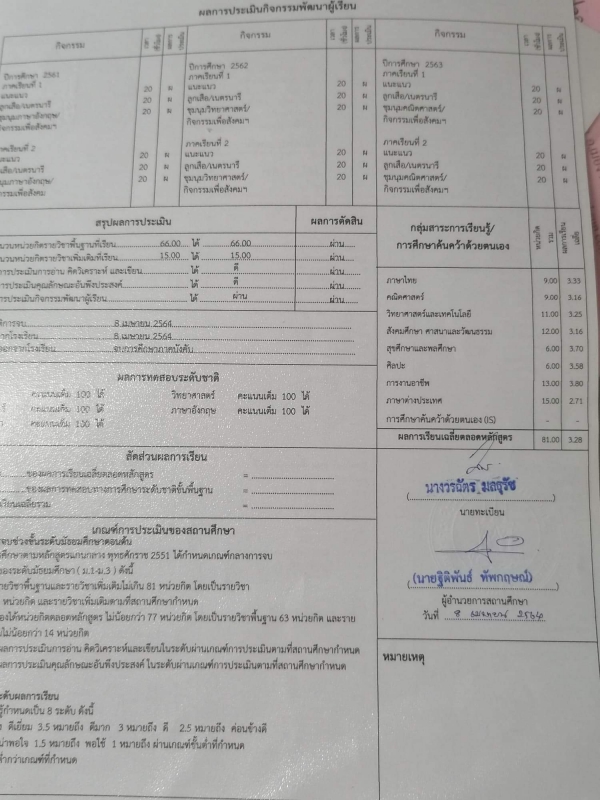 ผลการประเมินกิจกรรมพัฒนาผู้เรียน
กิจกรรม กิจกรรม กิจกรรม
ปีการศึกษา 2561
ภาคเรียนที่ 1
แนะแนว 20 ผ
ลูกเสือ/เนตรนารี 20 ผ
ชุมนุมภาษาอังกฤษ/ 20 ผ
กิจกรรมเพื่อสังคมฯ
ภาคเรียนที่ 2
แนะแนว 20 ผ
ลูกเสือ/เนตรนารี 20 ผ
ชุมนุมภาษาอังกฤษ/ 20 ผ
กิจกรรมเพื่อสังคม
ปีการศึกษา 2562
ภาคเรียนที่ 1
แนะแนว 20 ผ
ลูกเสือ/เนตรนารี 20 ผ
ชุมนุมวิทยาศาสตร์/ 20 ผ
กิจกรรมเพื่อสังคมฯ
ภาคเรียนที่ 2
แนะแนว 20 ผ
ลูกเสือ/เนตรนารี 20 ผ
ชุมนุมวิทยาศาสตร์/ 20 ผ
กิจกรรมเพื่อสังคมฯ
ปีการศึกษา 2563
ภาคเรียนที่ 1
แนะแนว 20 ผ
ลูกเสือ/เนตรนารี 20 ผ
ชุมนุมคณิตศาสตร์/ 20 ผ
กิจกรรมเพื่อสังคมฯ
ภาคเรียนที่ 2
แนะแนว 20 ผ
ลูกเสือ/เนตรนารี 20 ผ
ชุมนุมคณิตศาสตร์/ 20 ผ
กิจกรรมเพื่อสังคมฯ
สรุปผลการประเมิน ผลการตัดสิน
นวนหน่วยกิตรายวิชาพื้นฐานที่เรียน 66.00 ได้ 66.00 ผ่าน
นวนหน่วยกิตรายวิชาเพิ่มเติมที่เรียน 15.00 ได้ 15.00 ผ่าน
การประเมินการอ่าน คิดวิเคราะห์ และเขียน ได้ ดี ผ่าน
การประเมินคุณลักษณะอันพึงประสงค์ ได้ ดี ผ่าน
การประเมินกิจกรรมพัฒนาผู้เรียน ได้ ผ่าน ผ่าน
8 เมษายน 2564
8 เมษายน 2564
จบการศึกษาภาคบังคับ
ผลการทดสอบระดับชาติ
คะแนนเต็ม 100 ได้ วิทยาศาสตร์ คะแนนเต็ม 100 ได้
คะแนนเต็ม 100 ได้ ภาษาอังกฤษ คะแนนเต็ม 100 ได้
คะแนนเต็ม 100 ได้
สัดส่วนผลการเรียน
ของผลการเรียนเฉลี่ยตลอดหลักสูตร =
ของผลการทดสอบทางการศึกษาระดับชาติขั้นพื้นฐาน =
เรียนเฉลี่ยรวม =
เกณฑ์การประเมินของสถานศึกษา
จบช่วงชั้นระดับมัธยมศึกษาตอนต้น
ศึกษาตามหลักสูตรแกนกลาง พุทธศักราช 2551 ได้กำหนดเกณฑ์กลางการจบ
ของระดับมัธยมศึกษา ( ม.1-ม.3 ) ดังนี้
รายวิชาพื้นฐานและรายวิชาเพิ่มเติมไม่เกิน 81 หน่วยกิต โดยเป็นรายวิชา
หน่วยกิต และรายวิชาเพิ่มเติมตามที่สถานศึกษากำหนด
องได้หน่วยกิตตลอดหลักสูตร ไม่น้อยกว่า 77 หน่วยกิต โดยเป็นรายวิชาพื้นฐาน 63 หน่วยกิต และราย
ไม่น้อยกว่า 14 หน่วยกิต
ผลการประเมินการอ่าน คิดวิเคราะห์และเขียนในระดับผ่านเกณฑ์การประเมินตามที่สถานศึกษากำหนด
ผลการประเมินคุณลักษณะอันพึงประสงค์ ในระดับผ่านเกณฑ์การประเมินตามที่สถานศึกษากำหนด
ะดับผลการเรียน
รู้กำหนดเป็น 8 ระดับ ดังนี้
ดีเยี่ยม 3.5 หมายถึง ดีมาก 3 หมายถึง ดี 2.5 หมายถึง ค่อนข้างดี
น่าพอใจ 1.5 หมายถึง พอใช้ 1 หมายถึง ผ่านเกณฑ์ขั้นต่ำที่กำหนด
ต่ำกว่าเกณฑ์ที่กำหนด
กลุ่มสาระการเรียนรู้/
การศึกษาค้นคว้าด้วยตนเอง
หน่วยกิต รวม ผลการเรียน เฉลี่ย
ภาษาไทย 9.00 3.33
คณิตศาสตร์ 9.00 3.16
วิทยาศาสตร์และเทคโนโลยี 11.00 3.25
สังคมศึกษา ศาสนาและวัฒนธรรม 12.00 3.16
สุขศึกษาและพลศึกษา 6.00 3.70
ศิลปะ 6.00 3.58
การงานอาชีพ 13.00 3.80
ภาษาต่างประเทศ 15.00 2.71
การศึกษาค้นคว้าด้วยตนเอง (IS) - -
ผลการเรียนเฉลี่ยตลอดหลักสูตร 81.00 3.28
นายทะเบียน
(นายฐิติพันธ์ ทัพกฤษณ์)
ผู้อำนวยการสถานศึกษา
วันที่ 8 เมษายน 2564
หมายเหตุ